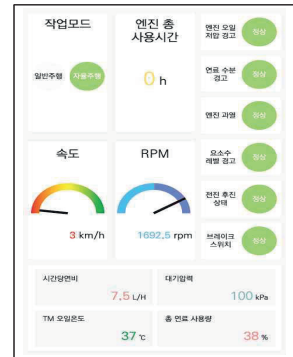 작업모드
일반주행
자율주행
엔진 총
사용시간
0 h
엔진 오일
저압 경고
정상
연료 수분
경고
정상
엔진 과열
정상
요소수
레벨 경고
정상
전진 후진
상태
정상
브레이크
스위치
정상
속도
3 km/h
RPM
1692,5 rpm
시간당연비
7.5 L/H
대기압력
100 kPa
TM 오일온도
37 ℃
총 연료 사용량
38 %